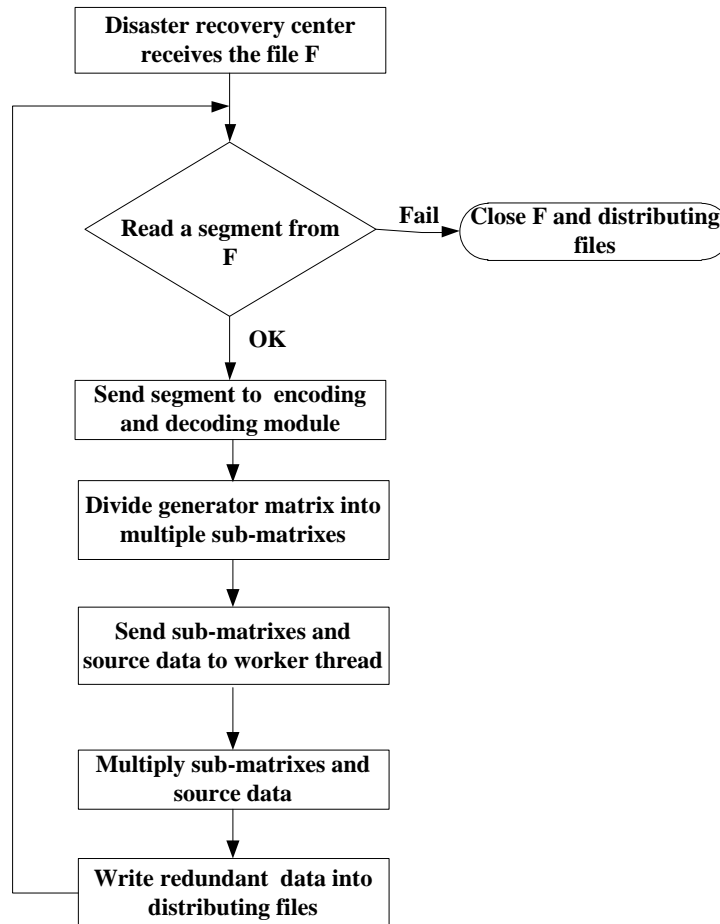 Disaster recovery center
receives the file F
Read a segment from
F
Fail
Close F and distributing
files
OK
Send segment to encoding
and decoding module
Divide generator matrix into
multiple sub-matrixes
Send sub-matrixes and
source data to worker thread
Multiply sub-matrixes and
source data
Write redundant data into
distributing files